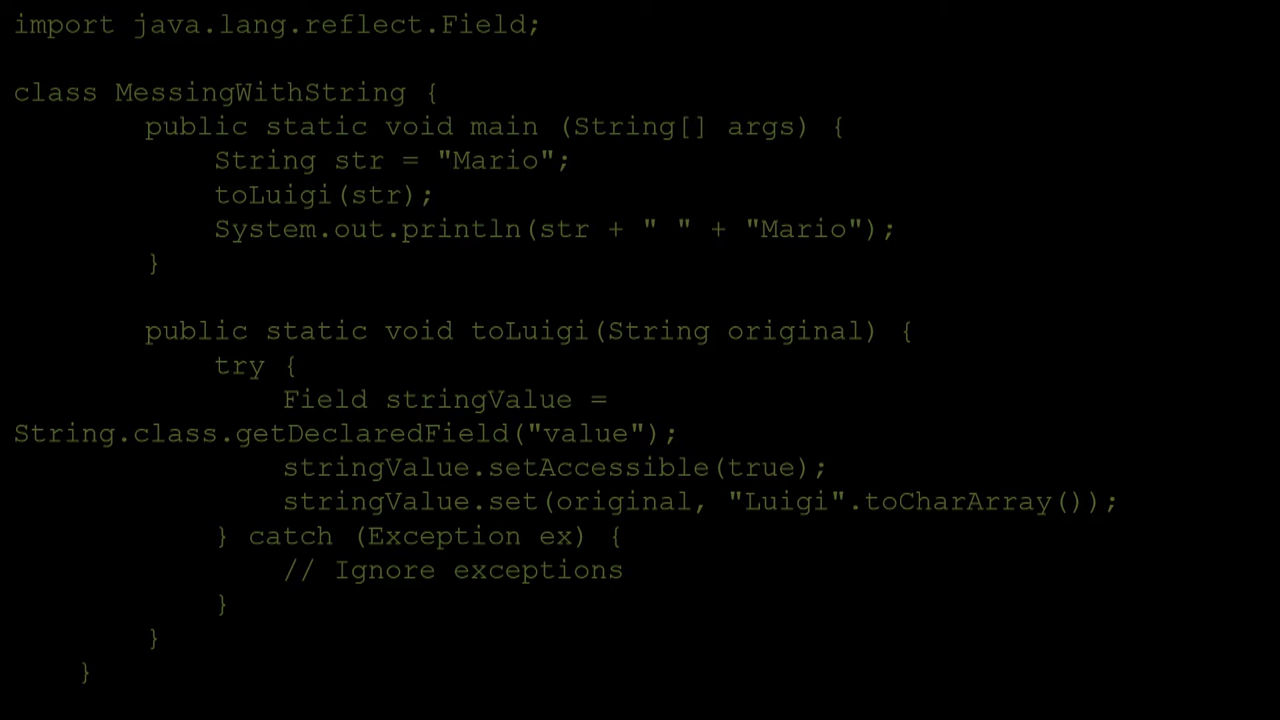 import java.lang.reflect.Field;
class MessingWithString {
public static void main (String[] args) {
String str = "Mario";
toLuigi(str);
System.out.println(str + " " + "Mario");
}
public static void toLuigi(String original) {
try {
Field stringValue =
String.class.getDeclaredField("value");
stringValue.setAccessible(true);
stringValue.set(original, "Luigi".toCharArray());
} catch (Exception ex) {
// Ignore exceptions
}
}
}